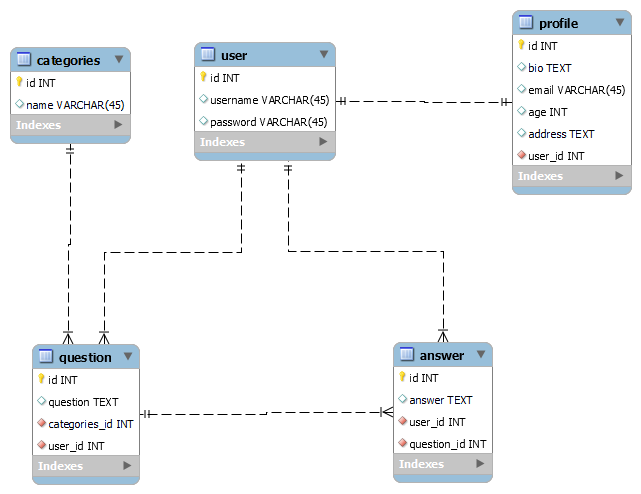 categories
id INT
name VARCHAR(45)
Indexes
user
id INT
username VARCHAR(45)
password VARCHAR(45)
Indexes
profile
id INT
bio TEXT
email VARCHAR(45)
age INT
address TEXT
user_id INT
Indexes
question
id INT
question TEXT
categories_id INT
user_id INT
Indexes
answer
id INT
answer TEXT
user_id INT
question_id INT
Indexes